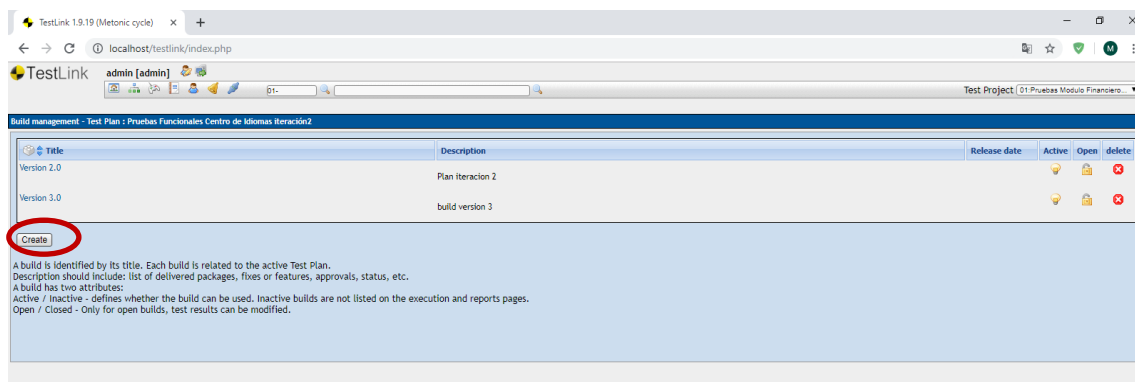 TestLink 1.9.19 (Metonic cycle)
localhost/testlink/index.php
M
TestLink admin [admin]
01-
Test Project 01:Pruebas Modulo Financiero...
Build management - Test Plan : Pruebas Funcionales Centro de Idiomas iteración2
Title Description Release date Active Open delete
Version 2.0
Plan iteracion 2
Version 3.0
build version 3
Create
A build is identified by its title. Each build is related to the active Test Plan.
Description should include: list of delivered packages, fixes or features, approvals, status, etc.
A build has two attributes:
Active / Inactive - defines whether the build can be used. Inactive builds are not listed on the execution and reports pages.
Open / Closed - Only for open builds, test results can be modified.